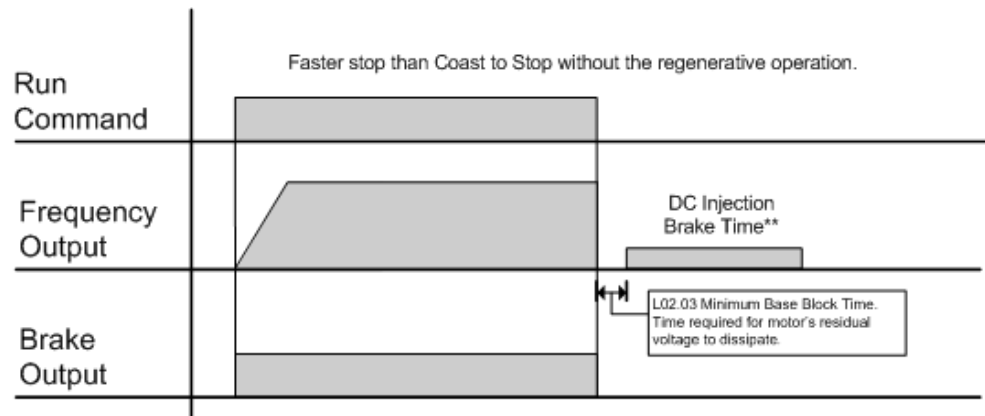 Faster stop than Coast to Stop without the regenerative operation.
Run
Command
Frequency
Output
DC Injection
Brake Time**
L02.03 Minimum Base Block Time.
Time required for motor's residual
voltage to dissipate.
Brake
Output